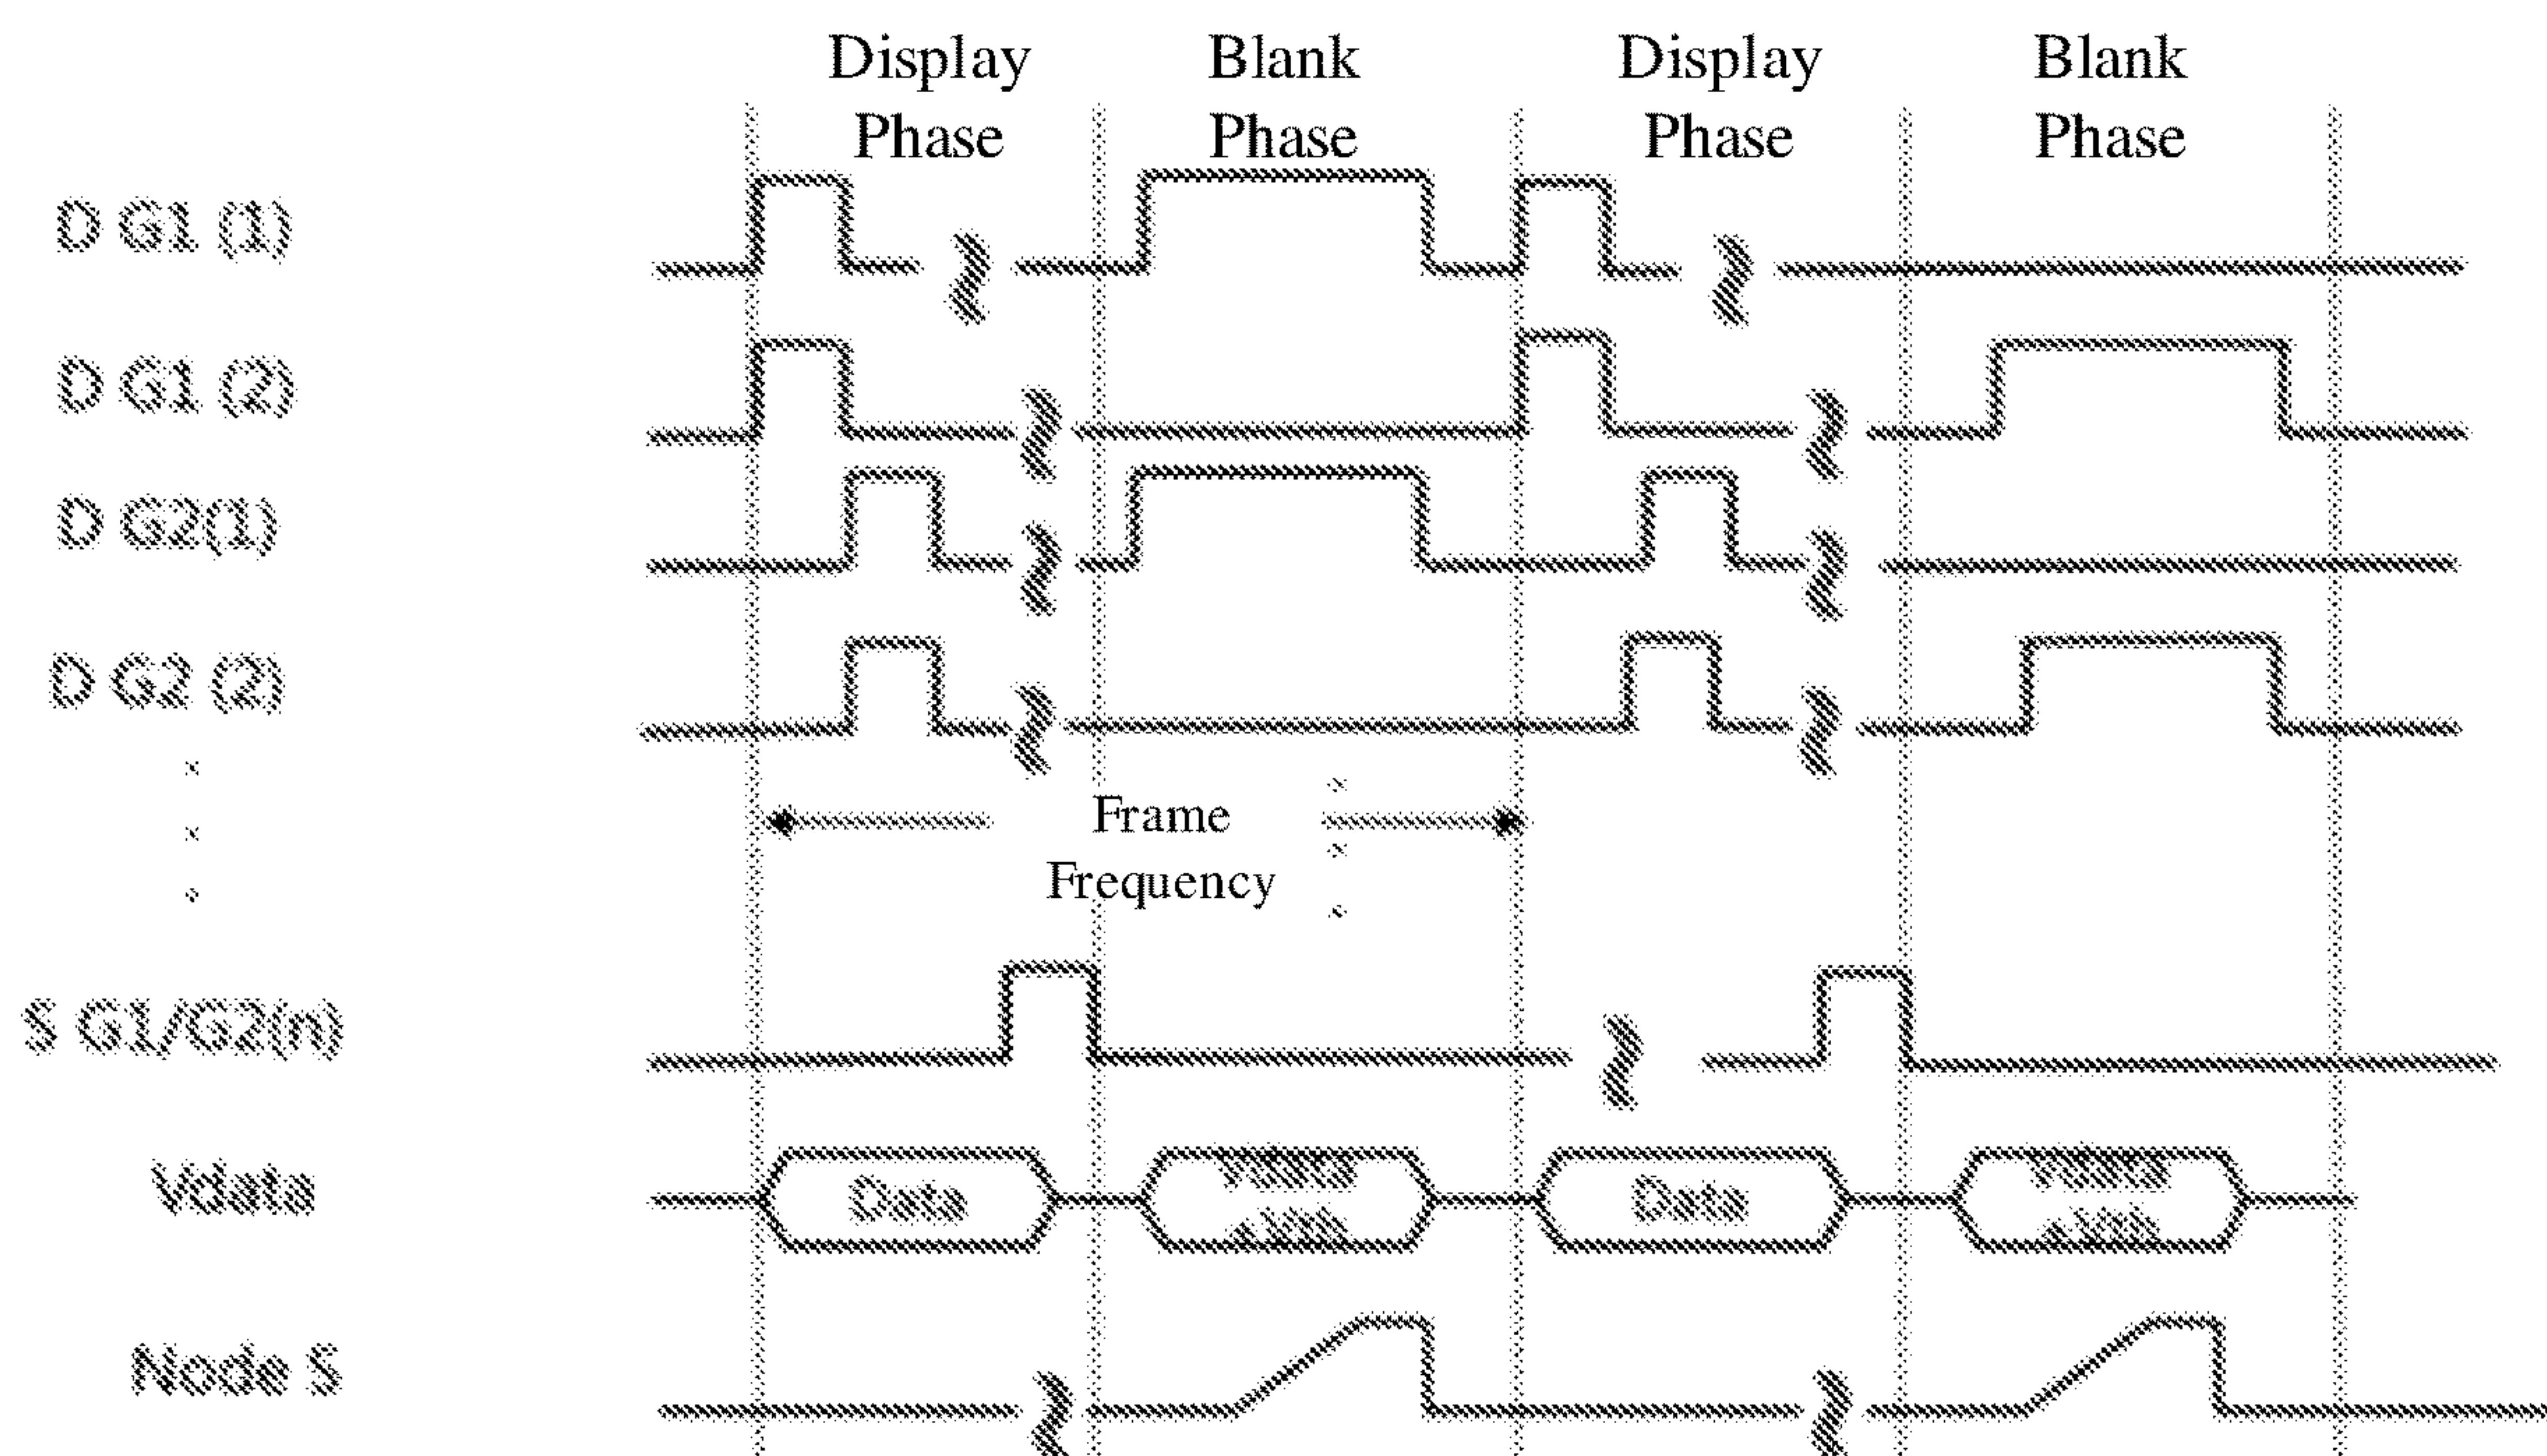 Display Blank Display Blank
Phase Phase Phase Phase
D G1 (1)
D G1 (2)
D G2(1)
D G2 (2)
Frame
Frequency
S G1/G2(n)
Vdata
Data Data
Node S